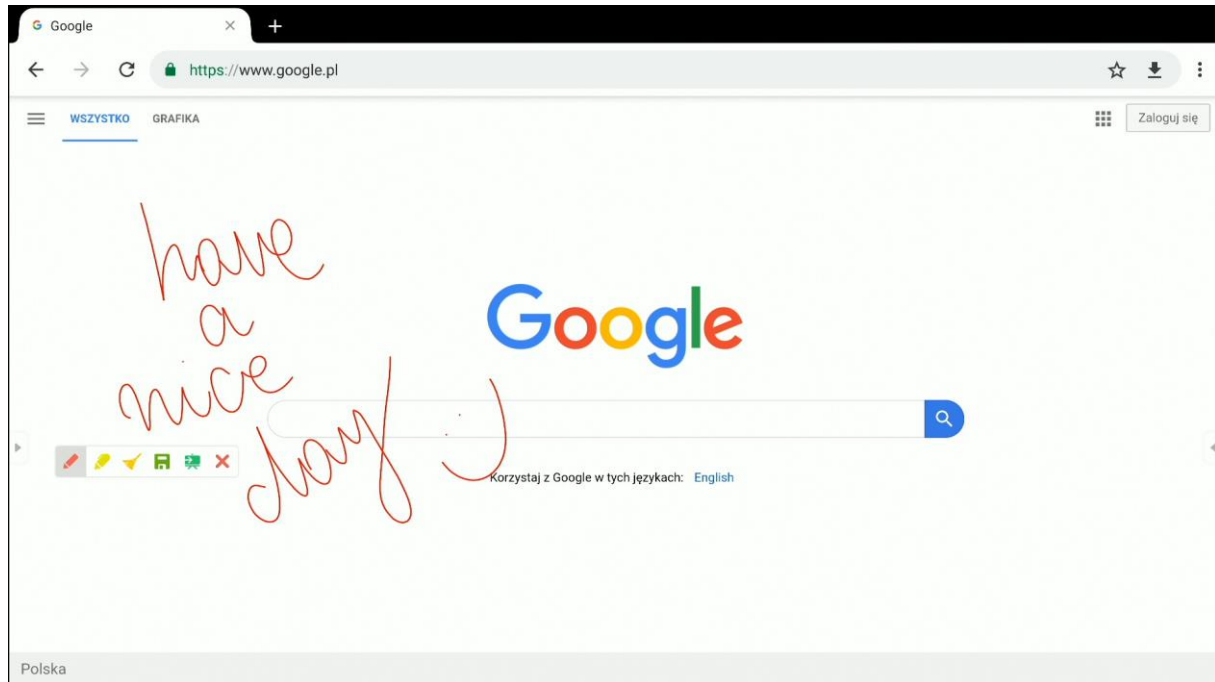 Google
https://www.google.pl
WSZYSTKO GRAFIKA
Zaloguj się
have
a
nice
day :)
Google
Korzystaj z Google w tych językach: English
Polska